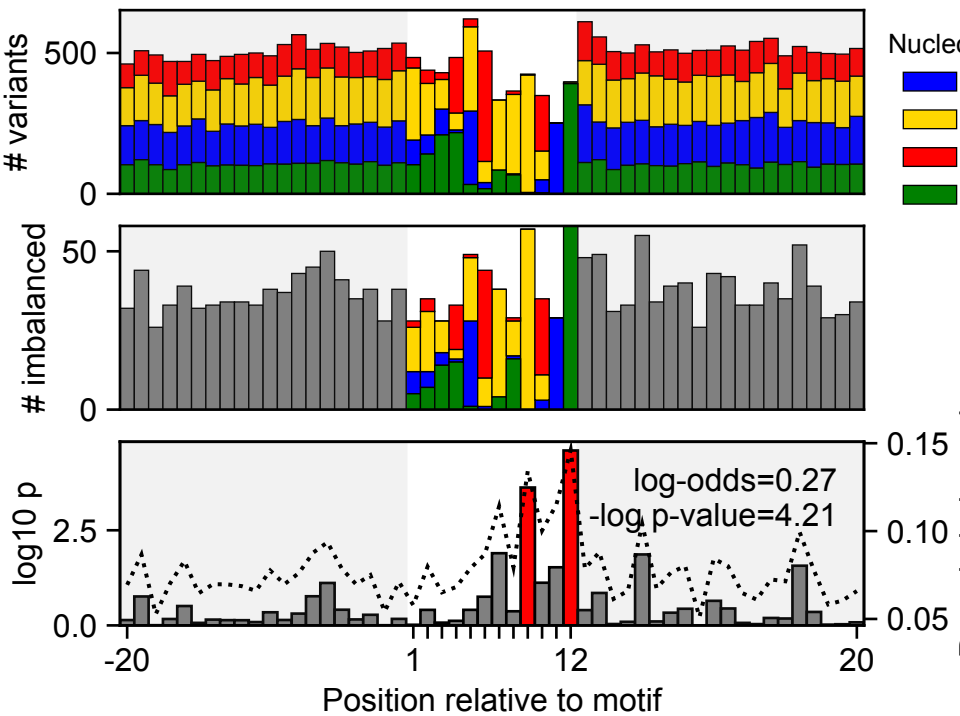 # variants
500
0
Nucleo
# imbalanced
50
0
log10 p
2.5
0.0
log-odds=0.27
-log p-value=4.21
0.15
0.10
0.05
-20
1
12
20
Position relative to motif